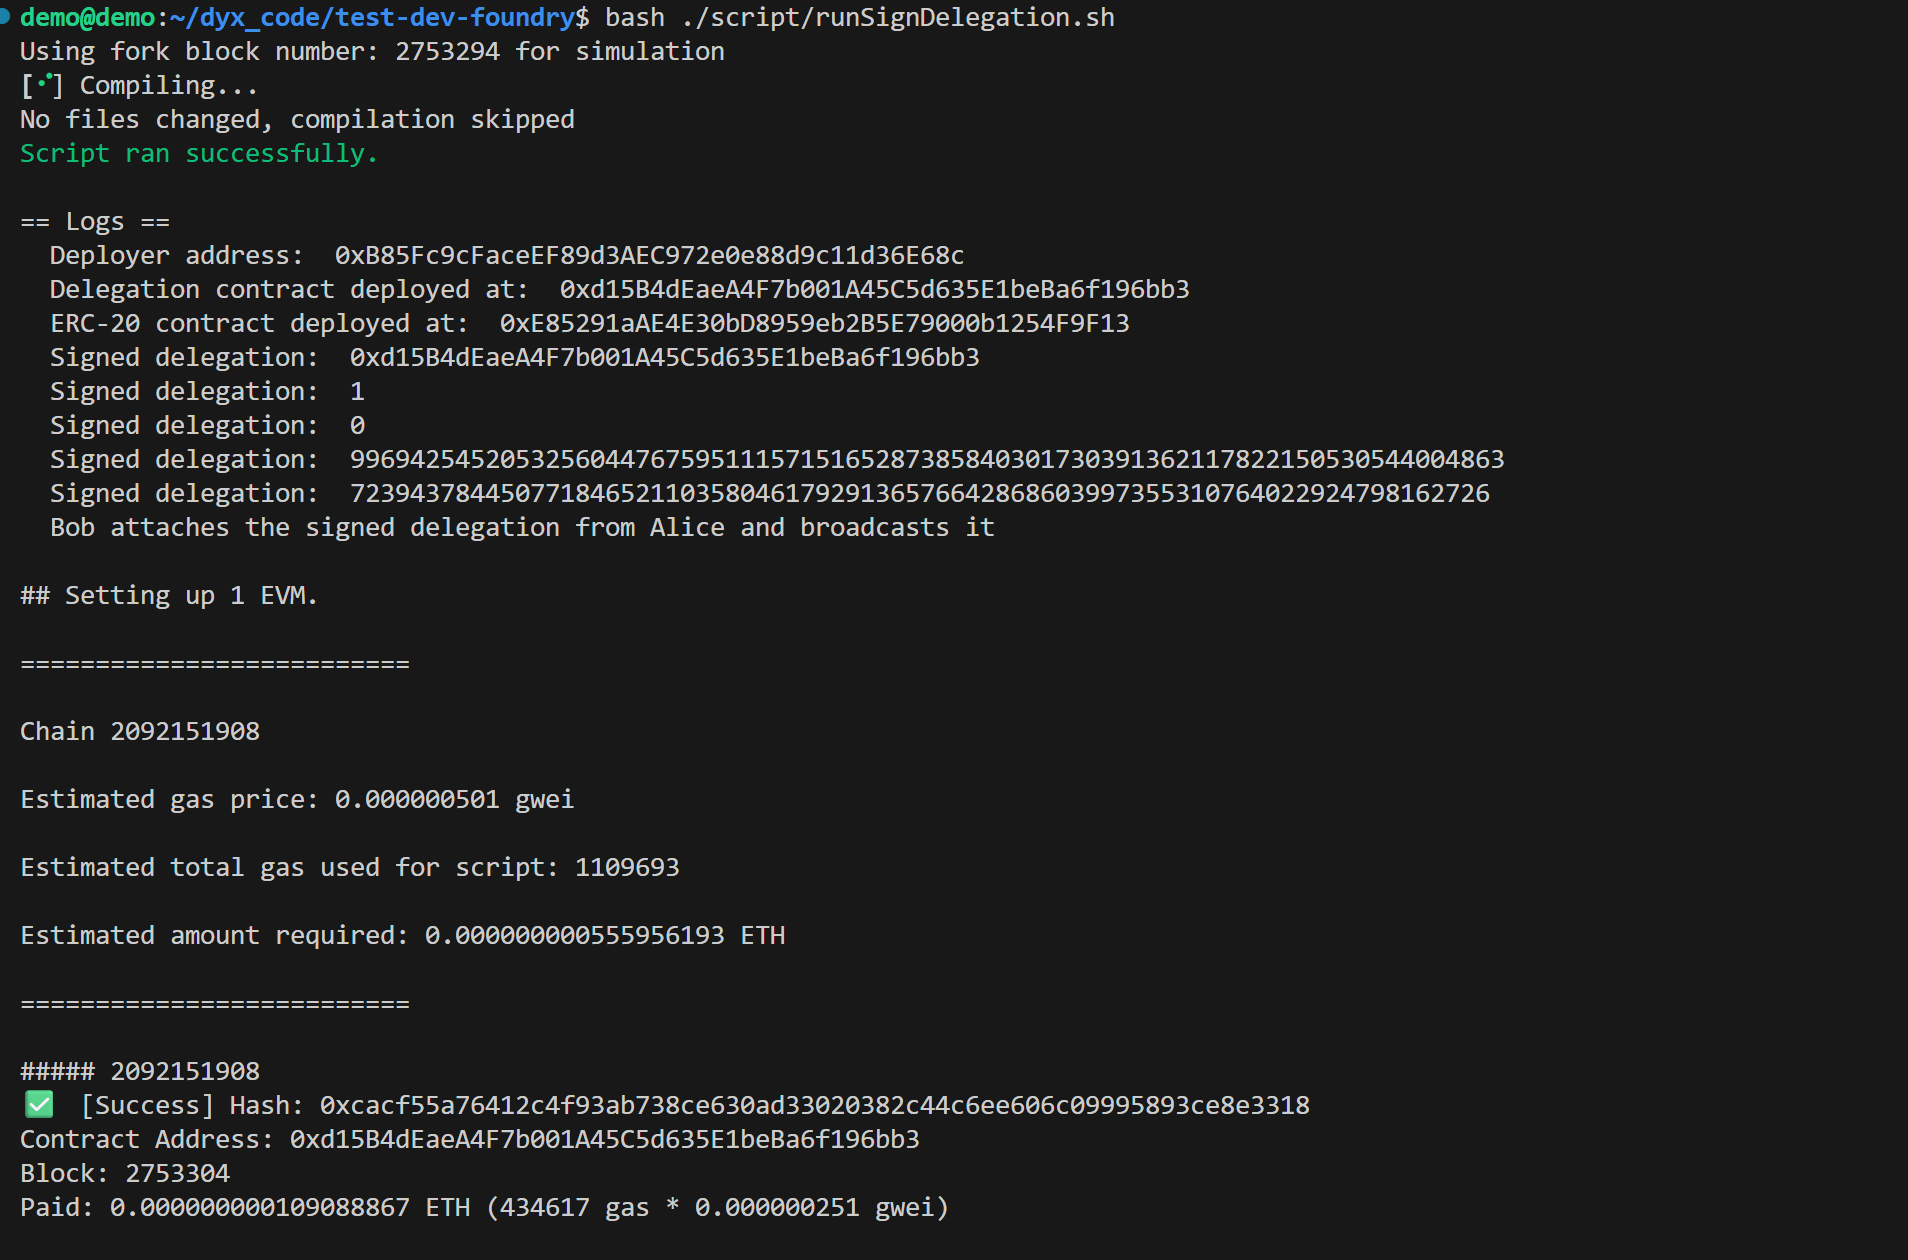 demo@demo:~/dyx_code/test-dev-foundry$ bash ./script/runSignDelegation.sh
Using fork block number: 2753294 for simulation
[⠊] Compiling...
No files changed, compilation skipped
Script ran successfully.
== Logs ==
Deployer address:  0xB85Fc9cFaceEF89d3AEC972e0e88d9c11d36E68c
Delegation contract deployed at:  0xd15B4dEaeA4F7b001A45C5d635E1beBa6f196bb3
ERC-20 contract deployed at:  0xE85291aAE4E30bD8959eb2B5E79000b1254F9F13
Signed delegation:  0xd15B4dEaeA4F7b001A45C5d635E1beBa6f196bb3
Signed delegation:  1
Signed delegation:  0
Signed delegation:  99694254520532560447675951115715165287385840301730391362117822150530544004863
Signed delegation:  7239437844507718465211035804617929136576642868603997355310764022924798162726
Bob attaches the signed delegation from Alice and broadcasts it
## Setting up 1 EVM.
==========================
Chain 2092151908
Estimated gas price: 0.000000501 gwei
Estimated total gas used for script: 1109693
Estimated amount required: 0.000000000555956193 ETH
==========================
##### 2092151908
✅  [Success] Hash: 0xcacf55a76412c4f93ab738ce630ad33020382c44c6ee606c09995893ce8e3318
Contract Address: 0xd15B4dEaeA4F7b001A45C5d635E1beBa6f196bb3
Block: 2753304
Paid: 0.000000000109088867 ETH (434617 gas * 0.000000251 gwei)